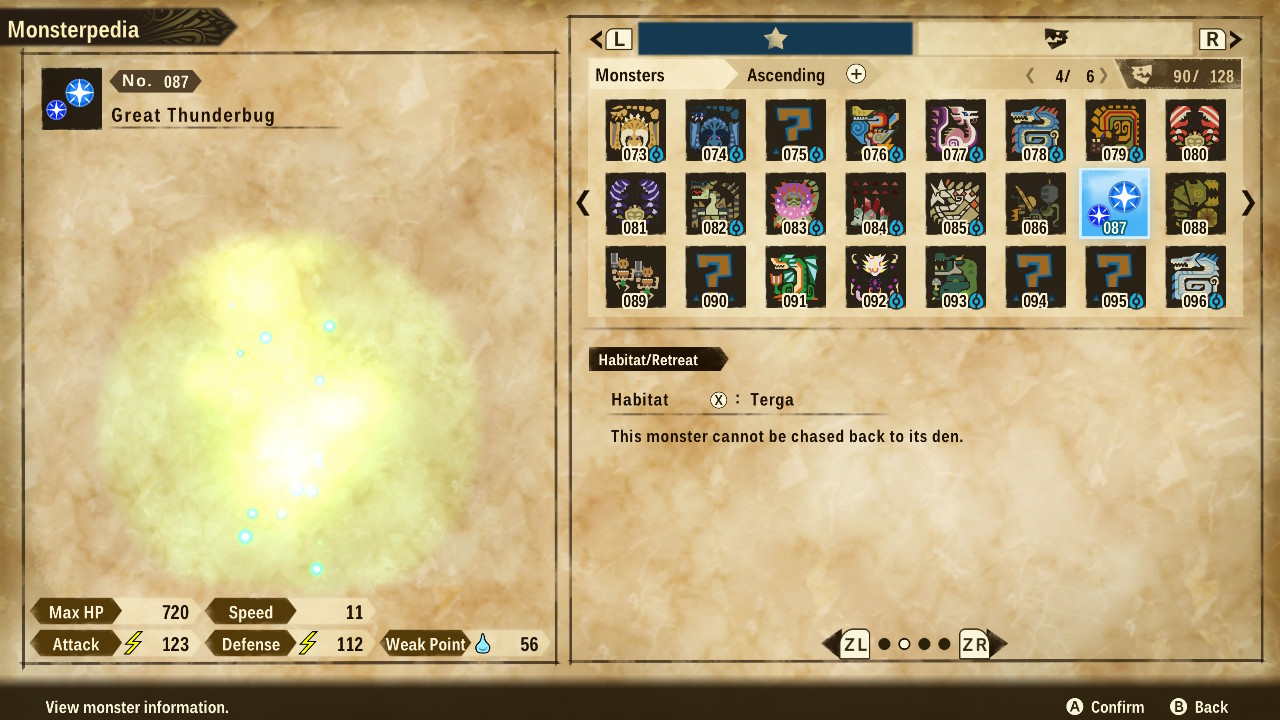 Monsterpedia
No. 087
Great Thunderbug
Max HP 720 Speed 11
Attack 123 Defense 112 Weak Point 56
L R
Monsters Ascending + 4/ 6 90/ 128
073 074 075 076 077 078 079 080
081 082 083 084 085 086 087 088
089 090 091 092 093 094 095 096
Habitat/Retreat
Habitat X : Terga
This monster cannot be chased back to its den.
ZL ZR
View monster information.
A Confirm B Back